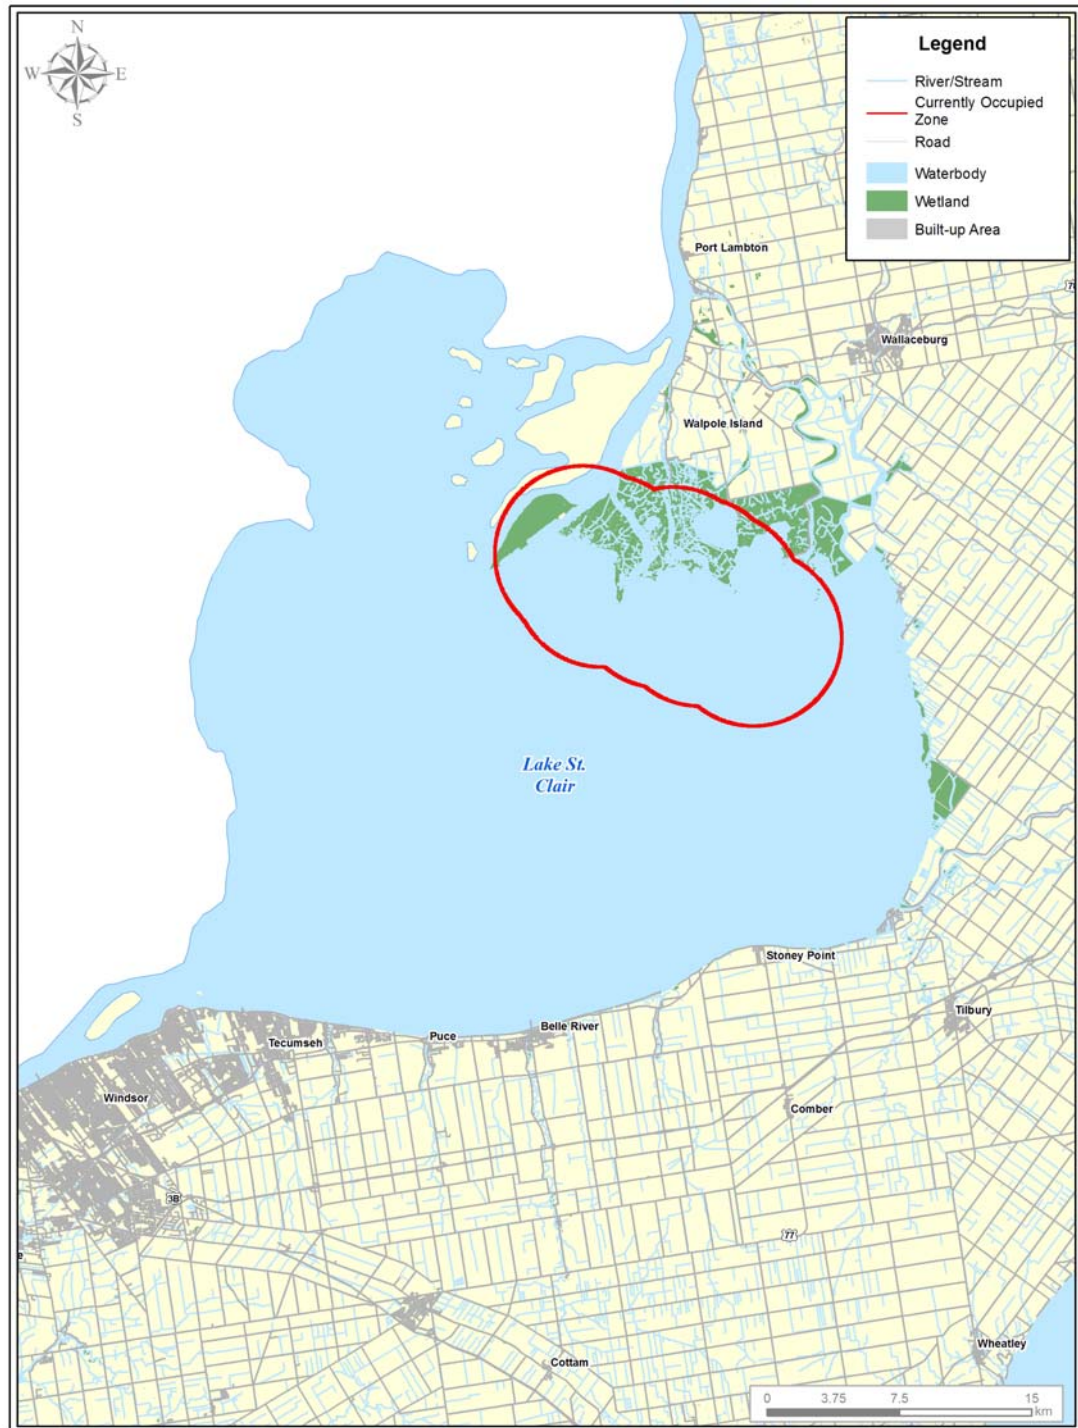 N
W E
S
Legend
River/Stream
Currently Occupied
Zone
Road
Waterbody
Wetland
Built-up Area
Port Lambton
Wallaceburg
Walpole Island
Lake St.
Clair
Stoney Point
Tilbury
Belle River
Puce
Tecumseh
Windsor
Comber
3B
77
Wheatley
Cottam
0 3.75 7.5 15
km